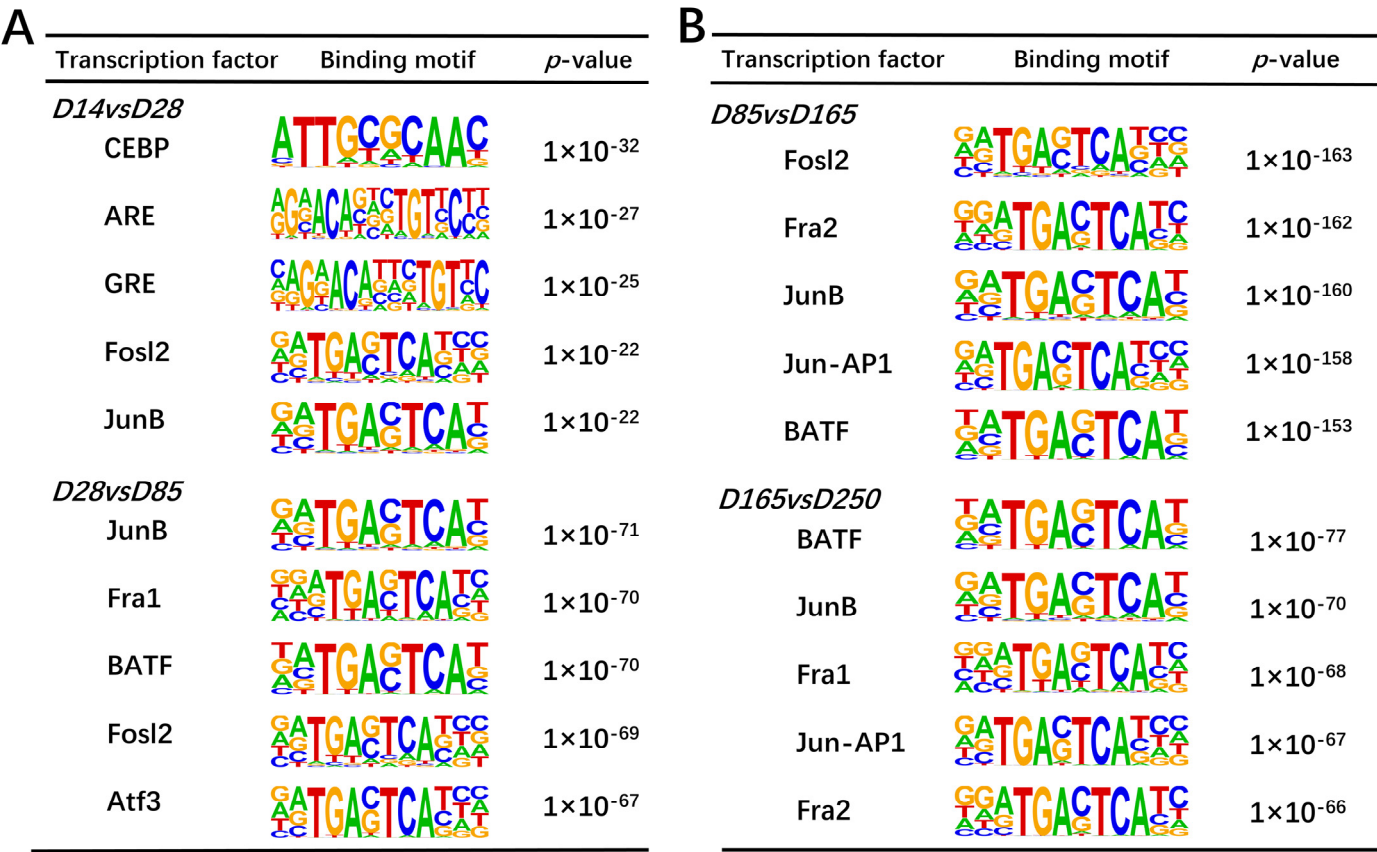 A
Transcription factor Binding motif p-value
D14vsD28
CEBP 1×10-32
ARE 1×10-27
GRE 1×10-25
Fosl2 1×10-22
JunB 1×10-22
D28vsD85
JunB 1×10-71
Fra1 1×10-70
BATF 1×10-70
Fosl2 1×10-69
Atf3 1×10-67
B
Transcription factor Binding motif p-value
D85vsD165
Fosl2 1×10-163
Fra2 1×10-162
JunB 1×10-160
Jun-AP1 1×10-158
BATF 1×10-153
D165vsD250
BATF 1×10-77
JunB 1×10-70
Fra1 1×10-68
Jun-AP1 1×10-67
Fra2 1×10-66